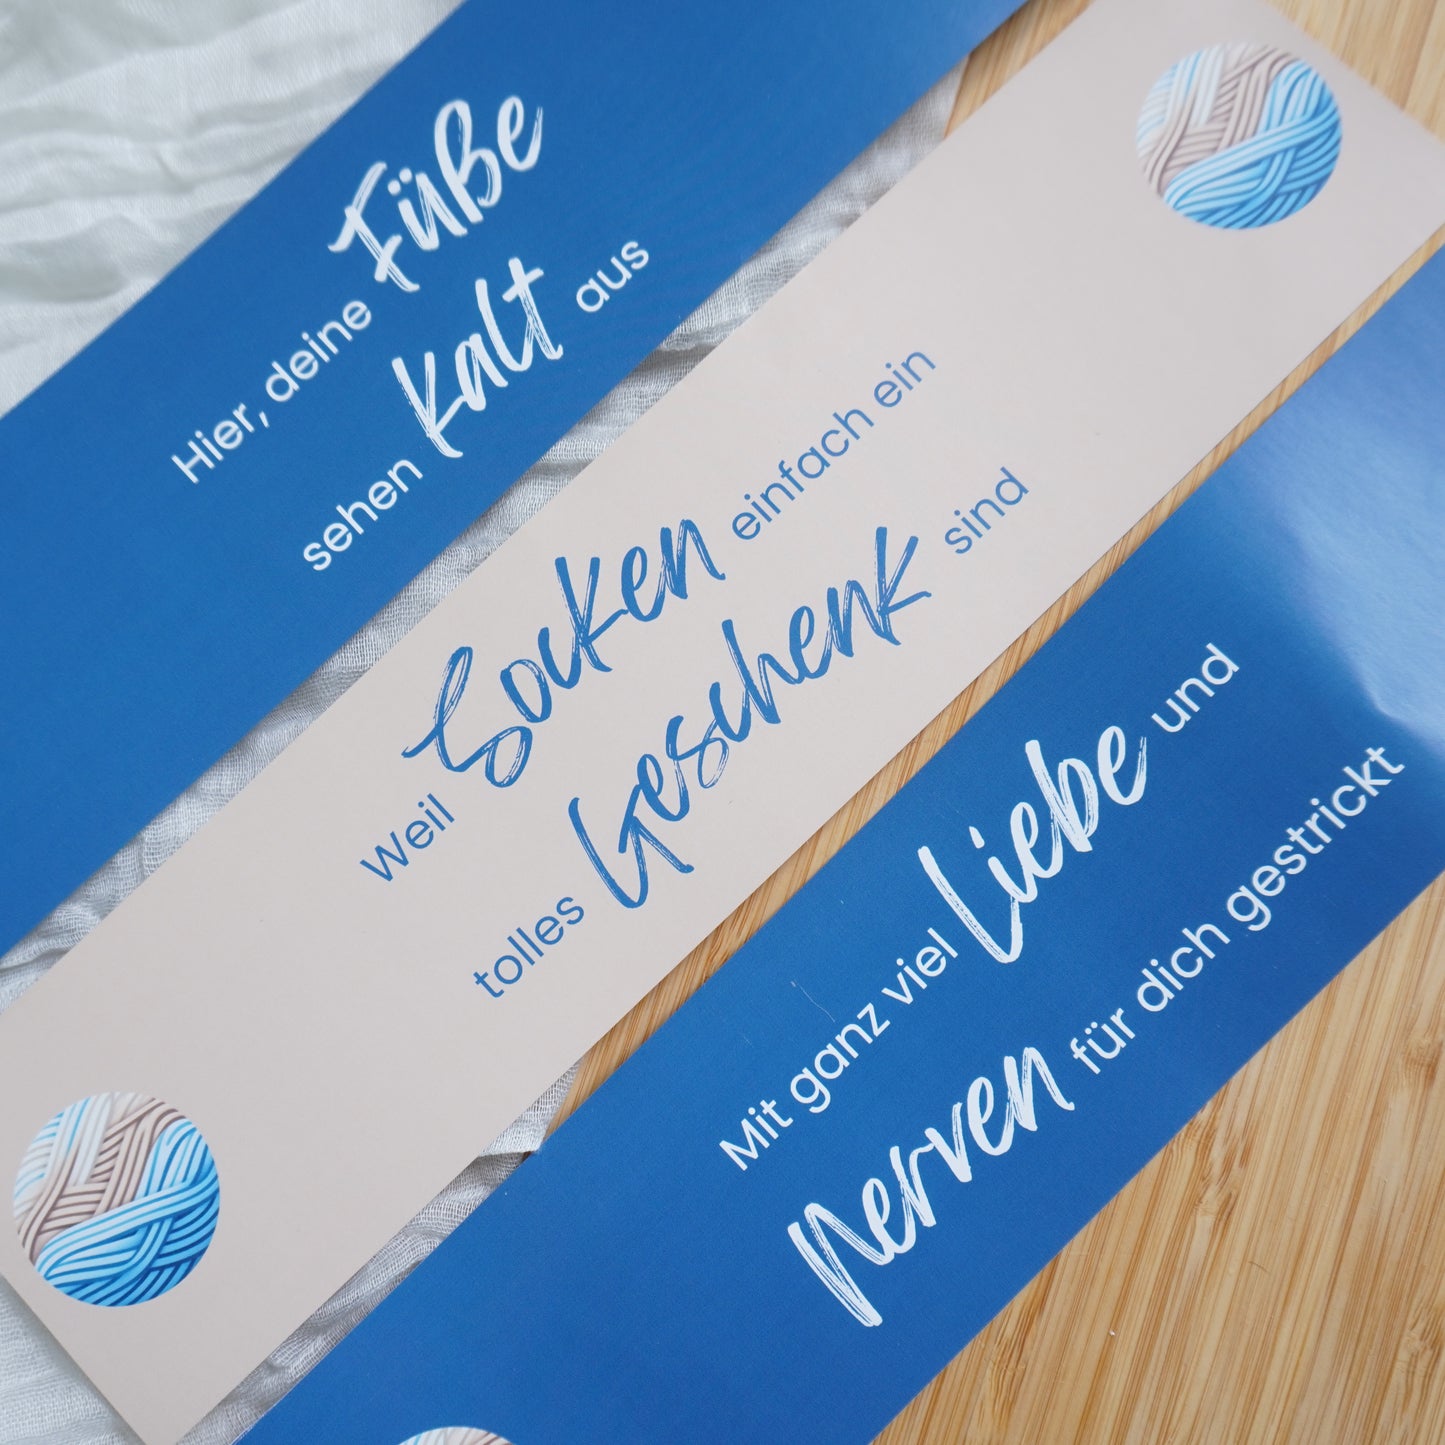 Hier, deine Füße
sehen kalt aus
Weil Socken einfach ein
tolles Geschenk sind
Mit ganz viel Liebe und
Nerven für dich gestrickt